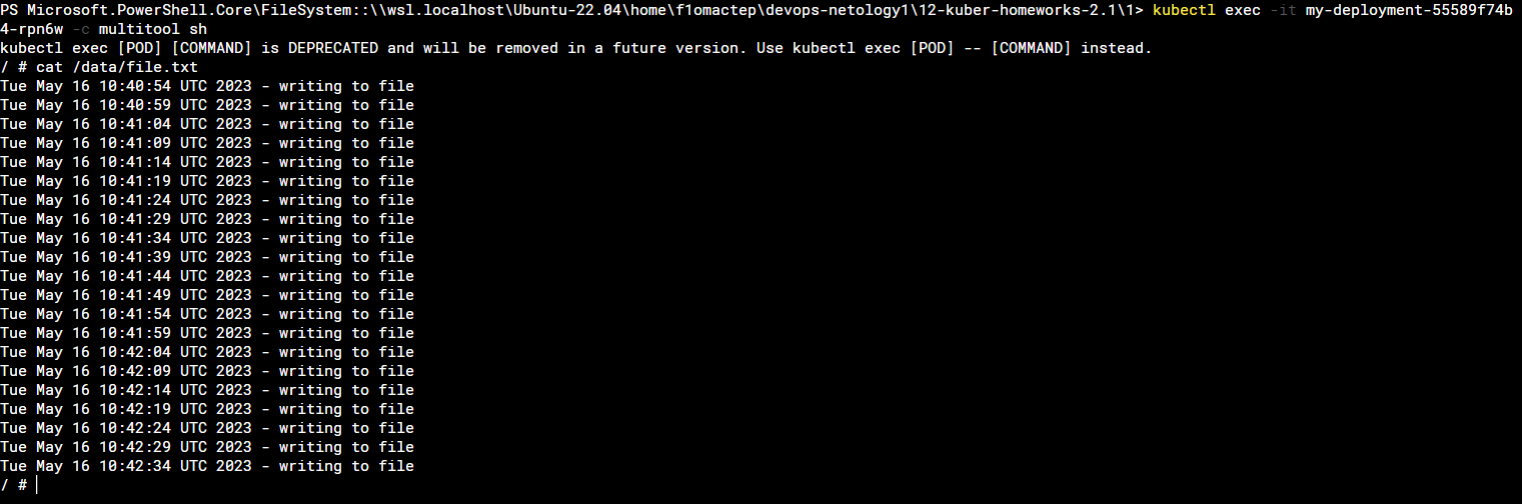 PS Microsoft.PowerShell.Core\FileSystem::\\wsl.localhost\Ubuntu-22.04\home\f1omactep\devops-netology1\12-kuber-homeworks-2.1\1> kubectl exec -it my-deployment-55589f74b
4-rpn6w -c multitool sh
kubectl exec [POD] [COMMAND] is DEPRECATED and will be removed in a future version. Use kubectl exec [POD] -- [COMMAND] instead.
/ # cat /data/file.txt
Tue May 16 10:40:54 UTC 2023 - writing to file
Tue May 16 10:40:59 UTC 2023 - writing to file
Tue May 16 10:41:04 UTC 2023 - writing to file
Tue May 16 10:41:09 UTC 2023 - writing to file
Tue May 16 10:41:14 UTC 2023 - writing to file
Tue May 16 10:41:19 UTC 2023 - writing to file
Tue May 16 10:41:24 UTC 2023 - writing to file
Tue May 16 10:41:29 UTC 2023 - writing to file
Tue May 16 10:41:34 UTC 2023 - writing to file
Tue May 16 10:41:39 UTC 2023 - writing to file
Tue May 16 10:41:44 UTC 2023 - writing to file
Tue May 16 10:41:49 UTC 2023 - writing to file
Tue May 16 10:41:54 UTC 2023 - writing to file
Tue May 16 10:41:59 UTC 2023 - writing to file
Tue May 16 10:42:04 UTC 2023 - writing to file
Tue May 16 10:42:09 UTC 2023 - writing to file
Tue May 16 10:42:14 UTC 2023 - writing to file
Tue May 16 10:42:19 UTC 2023 - writing to file
Tue May 16 10:42:24 UTC 2023 - writing to file
Tue May 16 10:42:29 UTC 2023 - writing to file
Tue May 16 10:42:34 UTC 2023 - writing to file
/ #